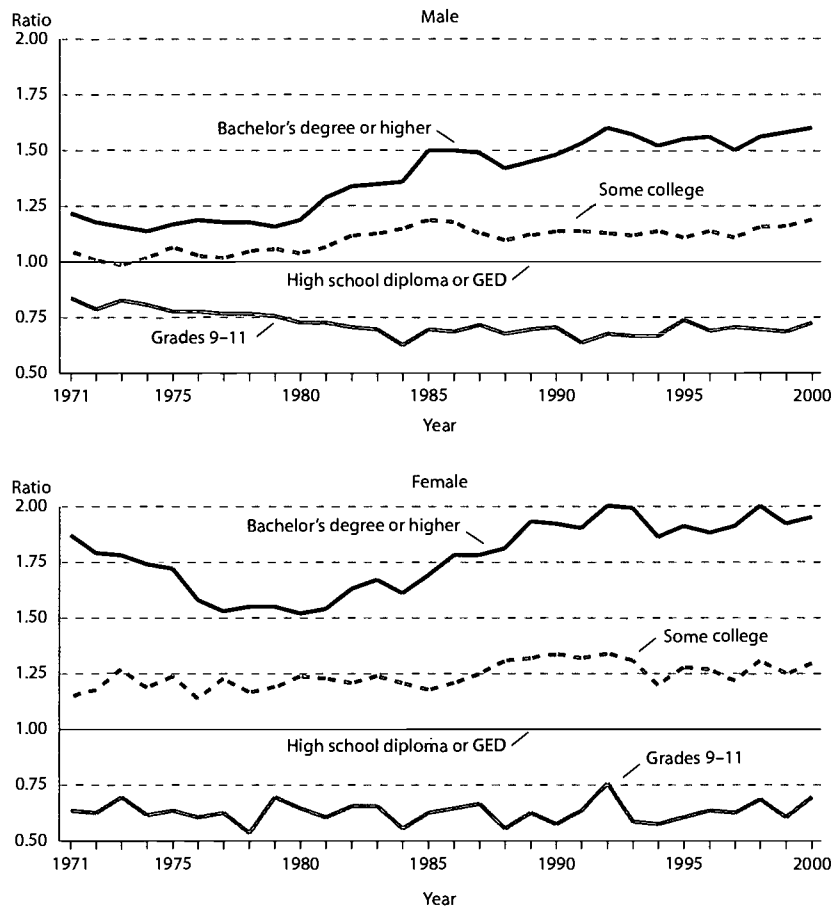 Male
Ratio
2.00
1.75
Bachelor's degree or higher
1.50
Some college
1.25
1.00
High school diploma or GED
0.75
Grades 9–11
0.50
1971 1975 1980 1985 1990 1995 2000
Year
Female
Ratio
2.00
Bachelor's degree or higher
1.75
1.50
Some college
1.25
1.00
High school diploma or GED
Grades 9–11
0.75
0.50
1971 1975 1980 1985 1990 1995 2000
Year